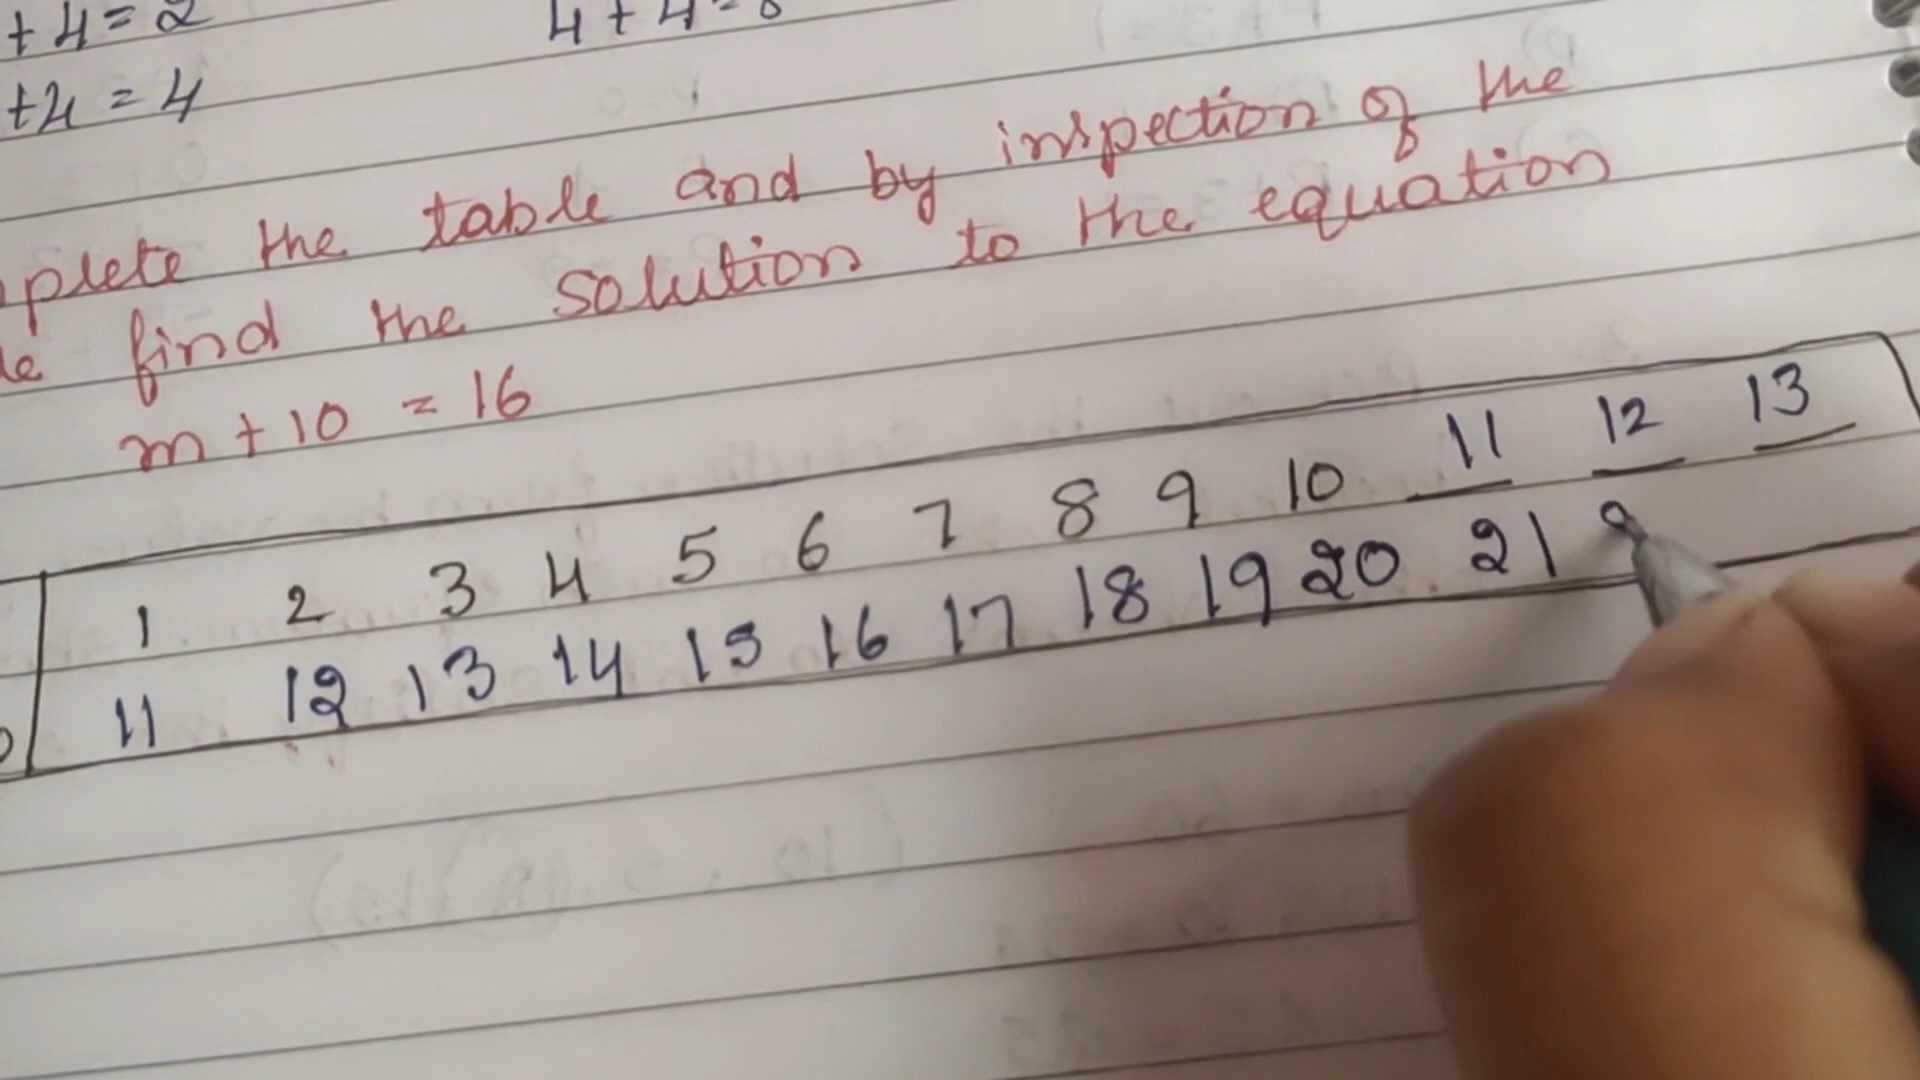 +4=2
4+4=8
+4=4
plete the table and by inspection of the
find the solution to the equation
m+10=16
1 2 3 4 5 6 7 8 9 10 11 12 13
11 12 13 14 15 16 17 18 19 20 21